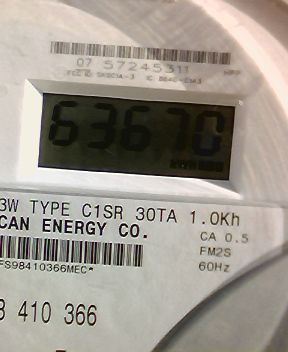 07 57245311
63670
3W TYPE C1SR 30TA 1.0Kh
CAN ENERGY CO.
CA 0.5
FM2S
60Hz
FS98410366MEC*
8 410 366